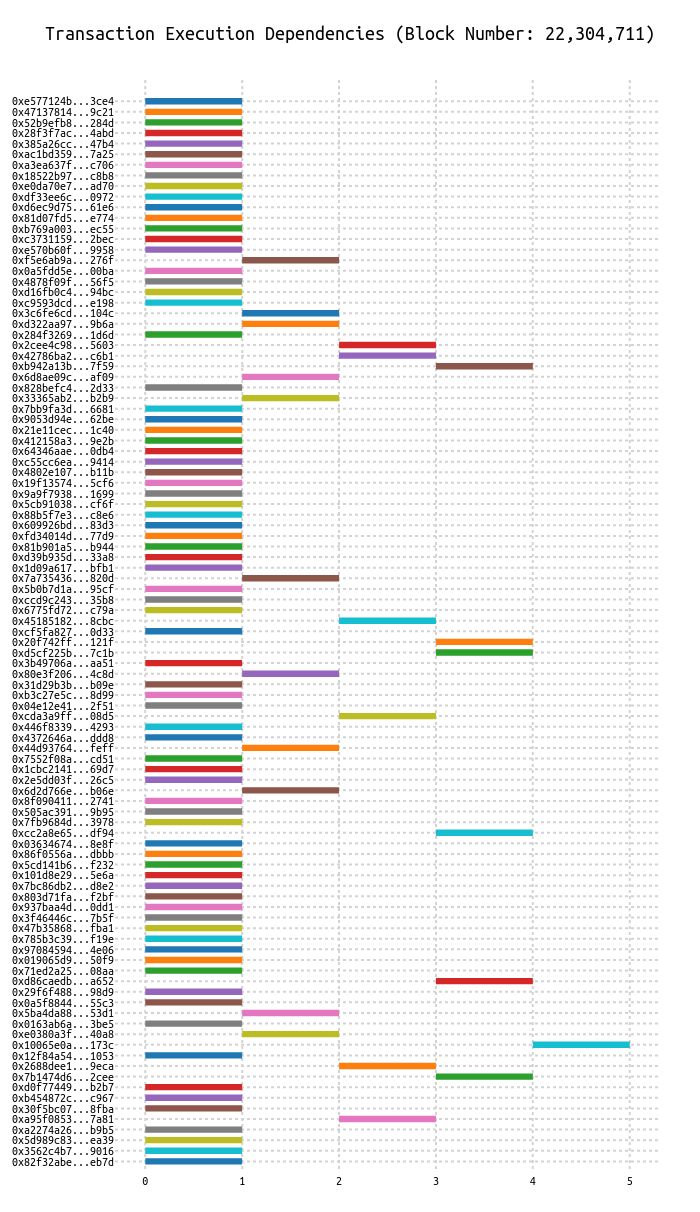 Transaction Execution Dependencies (Block Number: 22,304,711)
0xe577124b...3ce4
0x47137814...9c21
0x52b9efb8...284d
0x28f3f7ac...4abd
0x385a26cc...47b4
0xac1bd359...7a25
0xa3ea637f...c706
0x18522b97...c8b8
0xe0da70e7...ad70
0xdf33ee6c...0972
0xd6ec9d75...61e6
0x81d07fd5...e774
0xb769a003...ec55
0xc3731159...2bec
0xe570b60f...9958
0xf5e6ab9a...276f
0x0a5fdd5e...00ba
0x4878f09f...56f5
0xd16fb0c4...94bc
0xc9593dcd...e198
0x3c6fe6cd...104c
0xd322aa97...9b6a
0x284f3269...1d6d
0x2cee4c98...5603
0x42786ba2...c6b1
0xb942a13b...7f59
0x6d8ae09c...af09
0x828befc4...2d33
0x33365ab2...b2b9
0x7bb9fa3d...6681
0x9053d94e...62be
0x21e11cec...1c40
0x412158a3...9e2b
0x64346aae...0db4
0xc55cc6ea...9414
0x4802e107...b11b
0x19f13574...5cf6
0x9a9f7938...1699
0x5cb91038...cf6f
0x88b5f7e3...c8e6
0x609926bd...83d3
0xfd34014d...77d9
0x81b901a5...b944
0xd39b935d...33a8
0x1d09a617...bfb1
0x7a735436...820d
0x5b0b7d1a...95cf
0xccd9c243...35b8
0x6775fd72...c79a
0x45185182...8cbc
0xcf5fa827...0d33
0x20f742ff...121f
0xd5cf225b...7c1b
0x3b49706a...aa51
0x80e3f206...4c8d
0x31d29b3b...b09e
0xb3c27e5c...8d99
0x04e12e41...2f51
0xcda3a9ff...08d5
0x446f8339...4293
0x4372646a...ddd8
0x44d93764...feff
0x7552f08a...cd51
0x1cbc2141...69d7
0x2e5dd03f...26c5
0x6d2d766e...b06e
0x8f090411...2741
0x505ac391...9b95
0x7fb9684d...3978
0xcc2a8e65...df94
0x03634674...8e8f
0x86f0556a...dbbb
0x5cd141b6...f232
0x101d8e29...5e6a
0x7bc86db2...d8e2
0x803d71fa...f2bf
0x937baa4d...0dd1
0x3f46446c...7b5f
0x47b35868...fba1
0x785b3c39...f19e
0x97084594...4e06
0x019065d9...50f9
0x71ed2a25...08aa
0xd86caedb...a652
0x29f6f488...98d9
0x0a5f8844...55c3
0x5ba4da88...53d1
0x0163ab6a...3be5
0xe0380a3f...40a8
0x10065e0a...173c
0x12f84a54...1053
0x2688dee1...9eca
0x7b1474d6...2cee
0xd0f77449...b2b7
0xb454872c...c967
0x30f5bc07...8fba
0xa95f0853...7a81
0xa2274a26...b9b5
0x5d989c83...ea39
0x3562c4b7...9016
0x82f32abe...eb7d
0 1 2 3 4 5